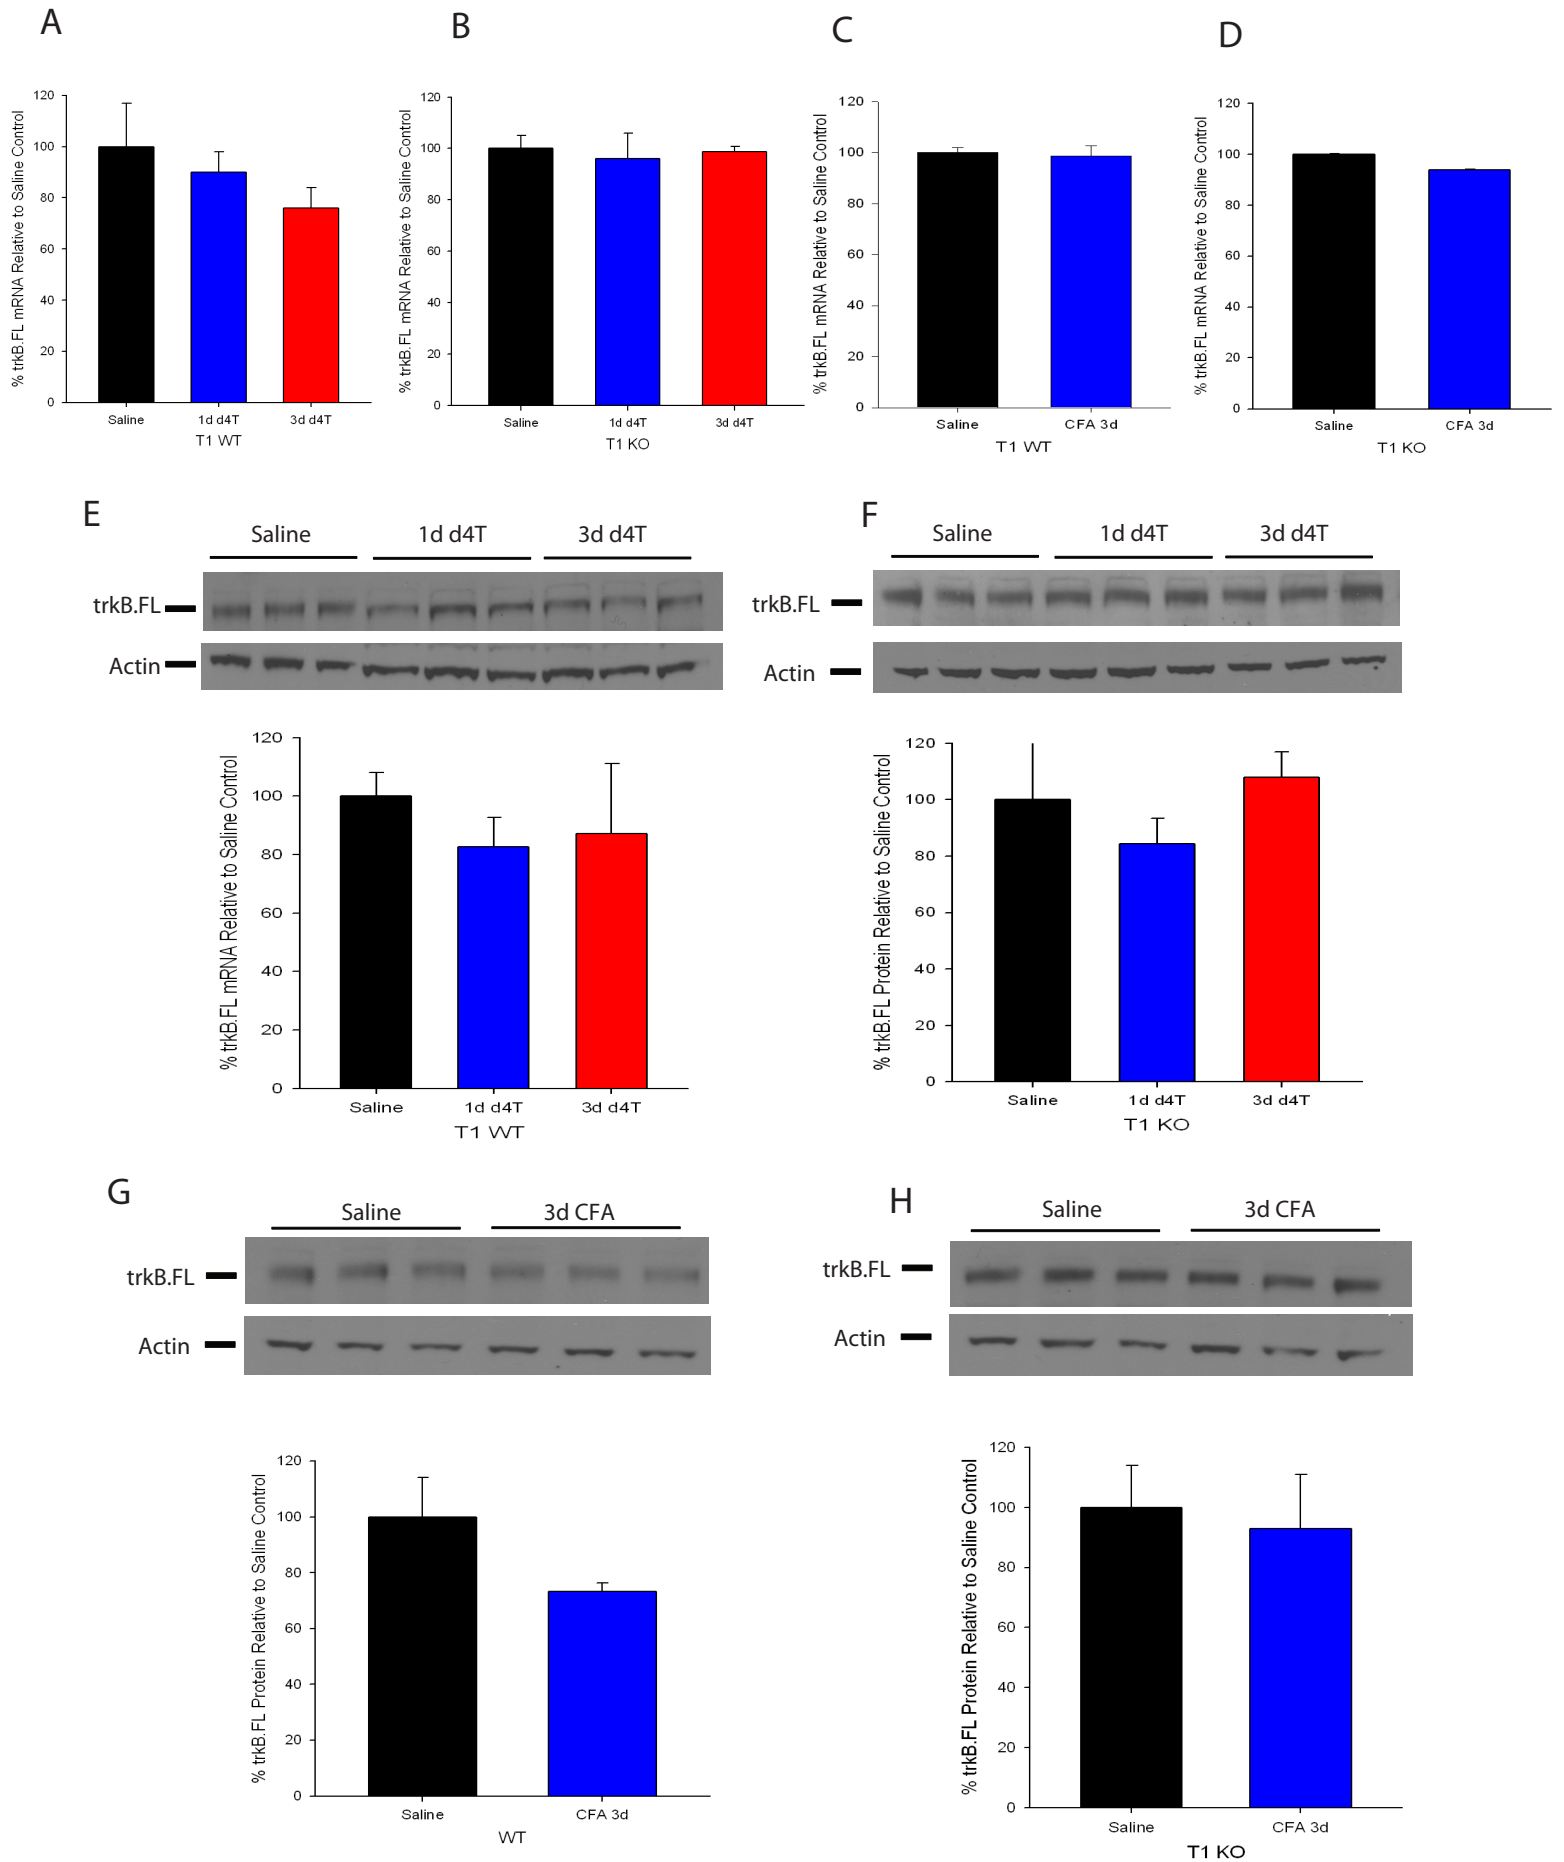 A
B
C
D
% trkB.FL mRNA Relative to Saline Control
120
100
80
60
40
20
0
Saline
1d d4T
3d d4T
T1 WT
% trkB.FL mRNA Relative to Saline Control
120
100
80
60
40
20
0
Saline
1d d4T
3d d4T
T1 KO
% trkB.FL mRNA Relative to Saline Control
120
100
80
60
40
20
0
Saline
CFA 3d
T1 WT
% trkB.FL mRNA Relative to Saline Control
120
100
80
60
40
20
0
Saline
CFA 3d
T1 KO
E
Saline
1d d4T
3d d4T
trkB.FL
Actin
% trkB.FL mRNA Relative to Saline Control
120
100
80
60
40
20
0
Saline
1d d4T
3d d4T
T1 WT
F
Saline
1d d4T
3d d4T
trkB.FL
Actin
% trkB.FL Protein Relative to Saline Control
120
100
80
60
40
20
0
Saline
1d d4T
3d d4T
T1 KO
G
Saline
3d CFA
trkB.FL
Actin
% trkB.FL Protein Relative to Saline Control
120
100
80
60
40
20
0
Saline
CFA 3d
WT
H
Saline
3d CFA
trkB.FL
Actin
% trkB.FL Protein Relative to Saline Control
120
100
80
60
40
20
0
Saline
CFA 3d
T1 KO